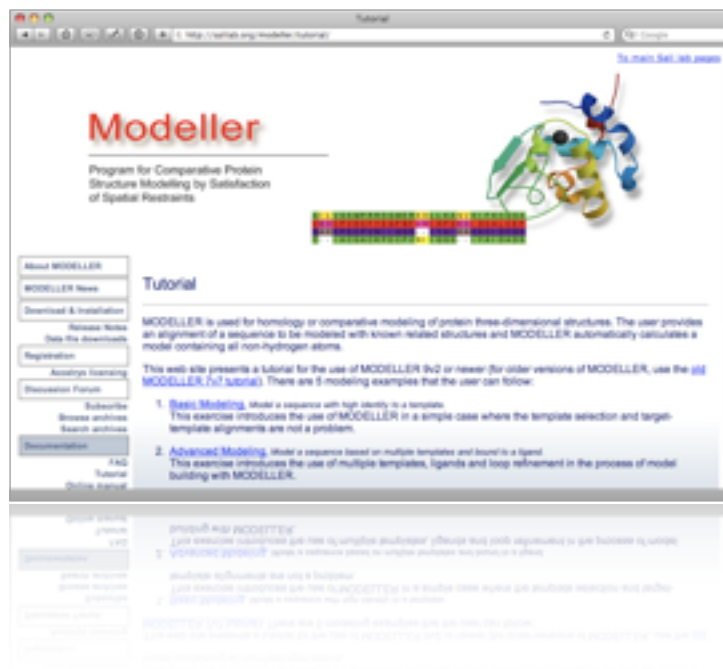 Tutorial
http://salilab.org/modeller/tutorial/
Google
To main Sali lab pages
Modeller
Program for Comparative Protein
Structure Modelling by Satisfaction
of Spatial Restraints
About MODELLER
MODELLER News
Download & Installation
Release Notes
Data file downloads
Registration
Accelrys licensing
Discussion Forum
Subscribe
Browse archives
Search archives
Documentation
FAQ
Tutorial
Online manual
Tutorial
MODELLER is used for homology or comparative modeling of protein three-dimensional structures. The user provides
an alignment of a sequence to be modeled with known related structures and MODELLER automatically calculates a
model containing all non-hydrogen atoms.
This web site presents a tutorial for the use of MODELLER 9v2 or newer (for older versions of MODELLER, use the old
MODELLER 7v7 tutorial). There are 5 modeling examples that the user can follow:
1. Basic Modeling. Model a sequence with high identity to a template.
This exercise introduces the use of MODELLER in a simple case where the template selection and target-
template alignments are not a problem.
2. Advanced Modeling. Model a sequence based on multiple templates and bound to a ligand.
This exercise introduces the use of multiple templates, ligands and loop refinement in the process of model
building with MODELLER.